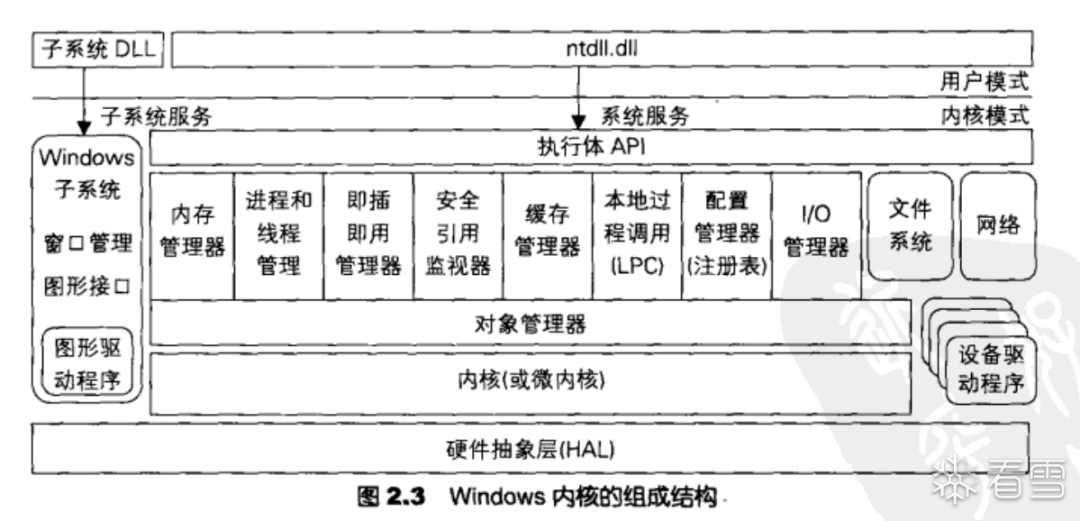 子系统 DLL
ntdll.dll
用户模式
子系统服务
系统服务
内核模式
Windows
子系统
窗口管理
图形接口
图形驱
动程序
执行体 API
内存
管理器
进程和
线程
管理
即插
即用
管理器
安全
引用
监视器
缓存
管理器
本地过
程调用
(LPC)
配置
管理器
(注册表)
I/O
管理器
文件
系统
网络
对象管理器
设备驱
动程序
内核(或微内核)
硬件抽象层(HAL)
图 2.3 Windows 内核的组成结构
看雪